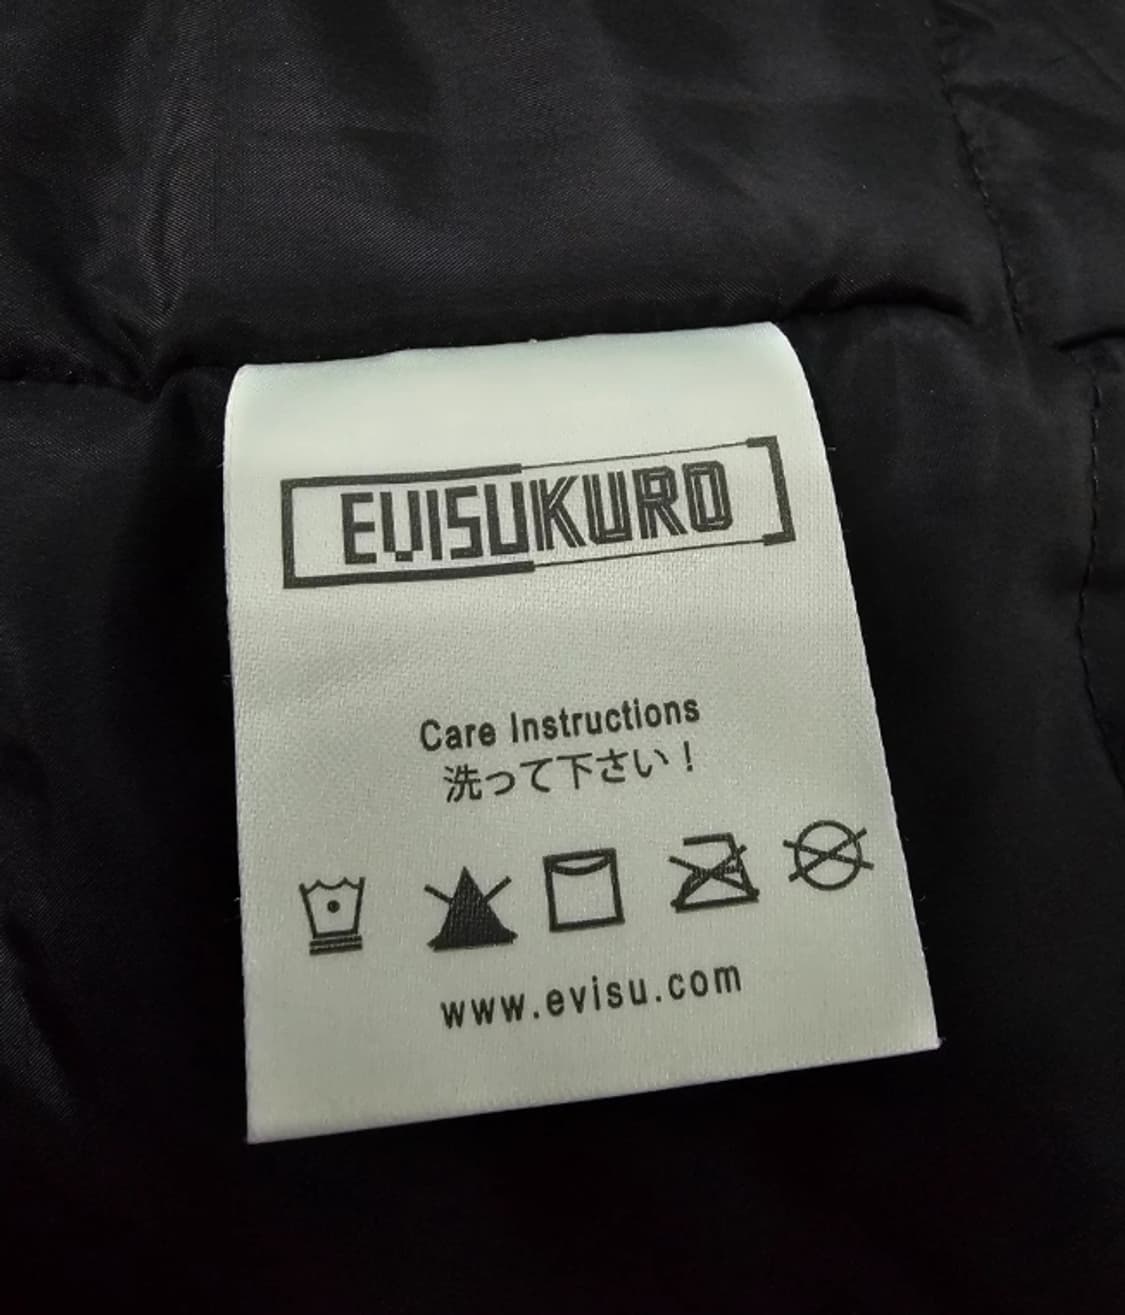 EVISUKURO
Care Instructions
洗って下さい！
www.evisu.com